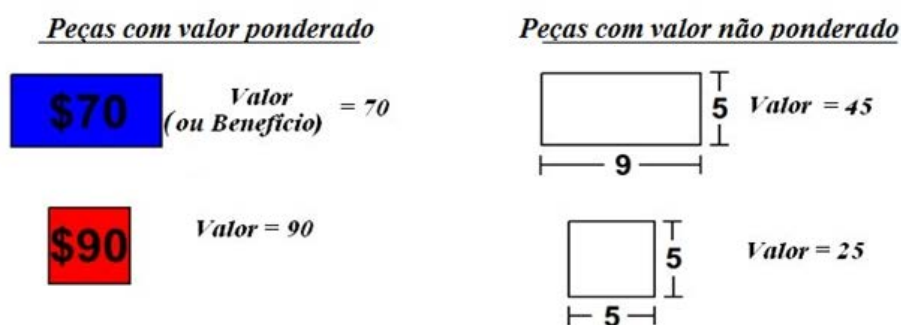 Peças com valor ponderado
$70
Valor
(ou Benefício) = 70
$90
Valor = 90
Peças com valor não ponderado
5
Valor = 45
9
5
Valor = 25
5